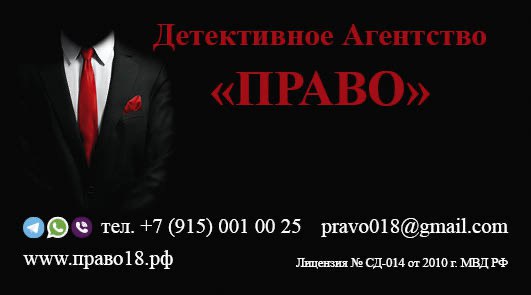 Детективное Агентство
«ПРАВО»
тел. +7 (915) 001 00 25 pravo018@gmail.com
www.право18.рф
Лицензия № СД-014 от 2010 г. МВД РФ